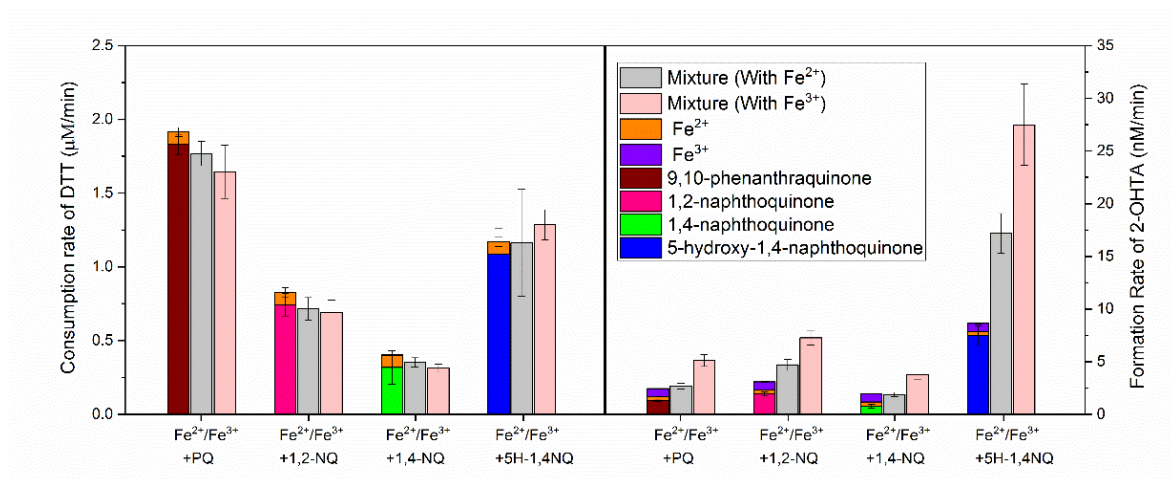 Consumption rate of DTT (μM/min)
2.5
2.0
1.5
1.0
0.5
0.0
Fe²⁺/Fe³⁺
+PQ
Fe²⁺/Fe³⁺
+1,2-NQ
Fe²⁺/Fe³⁺
+1,4-NQ
Fe²⁺/Fe³⁺
+5H-1,4NQ
Mixture (With Fe²⁺)
Mixture (With Fe³⁺)
Fe²⁺
Fe³⁺
9,10-phenanthraquinone
1,2-naphthoquinone
1,4-naphthoquinone
5-hydroxy-1,4-naphthoquinone
Fe²⁺/Fe³⁺
+PQ
Fe²⁺/Fe³⁺
+1,2-NQ
Fe²⁺/Fe³⁺
+1,4-NQ
Fe²⁺/Fe³⁺
+5H-1,4NQ
35
30
25
20
15
10
5
0
Formation Rate of 2-OHTA (nM/min)